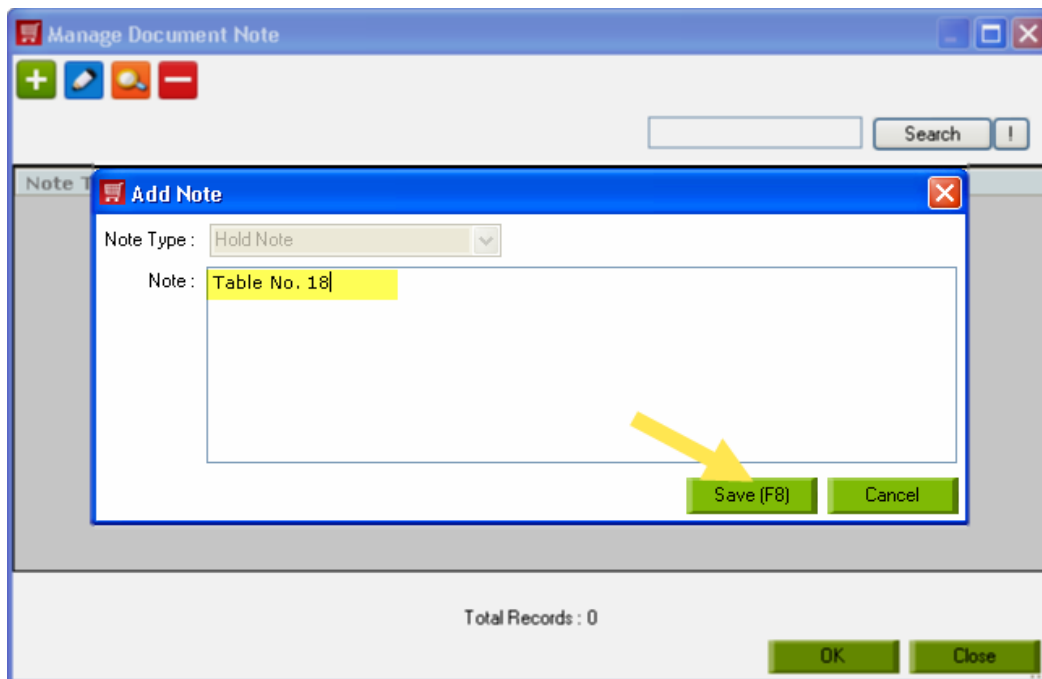 Manage Document Note
Search !
Note T
Add Note
Note Type : Hold Note
Note : Table No. 18
Save (F8) Cancel
Total Records : 0
OK Close